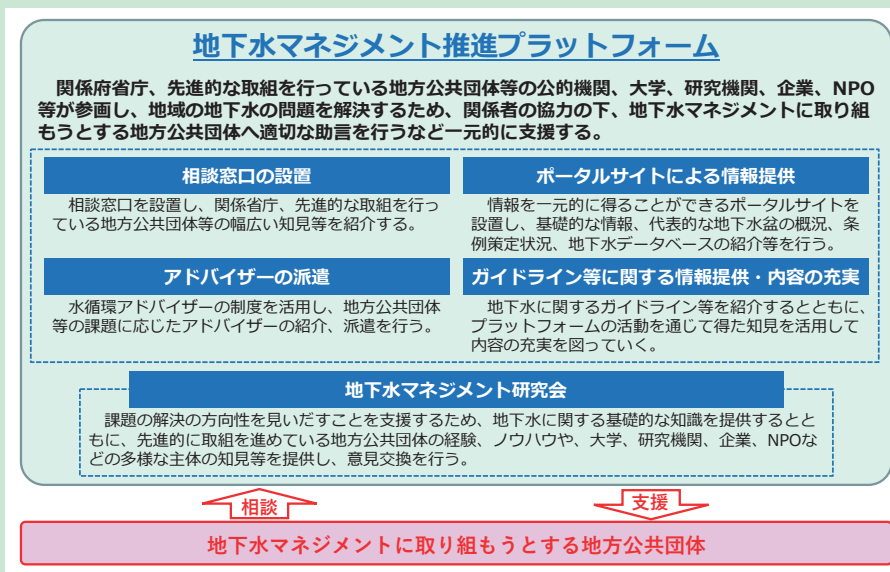 地下水マネジメント推進プラットフォーム
関係府省庁、先進的な取組を行っている地方公共団体等の公的機関、大学、研究機関、企業、NPO
等が参画し、地域の地下水の問題を解決するため、関係者の協力の下、地下水マネジメントに取り組
もうとする地方公共団体へ適切な助言を行うなど一元的に支援する。
相談窓口の設置
相談窓口を設置し、関係省庁、先進的な取組を行っ
ている地方公共団体等の幅広い知見等を紹介する。
ポータルサイトによる情報提供
情報を一元的に得ることができるポータルサイトを
設置し、基礎的な情報、代表的な地下水盆の概況、条
例策定状況、地下水データベースの紹介等を行う。
アドバイザーの派遣
水循環アドバイザーの制度を活用し、地方公共団体
等の課題に応じたアドバイザーの紹介、派遣を行う。
ガイドライン等に関する情報提供・内容の充実
地下水に関するガイドライン等を紹介するとともに、
プラットフォームの活動を通じて得た知見を活用して
内容の充実を図っていく。
地下水マネジメント研究会
課題の解決の方向性を見いだすことを支援するため、地下水に関する基礎的な知識を提供するとと
もに、先進的に取組を進めている地方公共団体の経験、ノウハウや、大学、研究機関、企業、NPOな
どの多様な主体の知見等を提供し、意見交換を行う。
相談
支援
地下水マネジメントに取り組もうとする地方公共団体